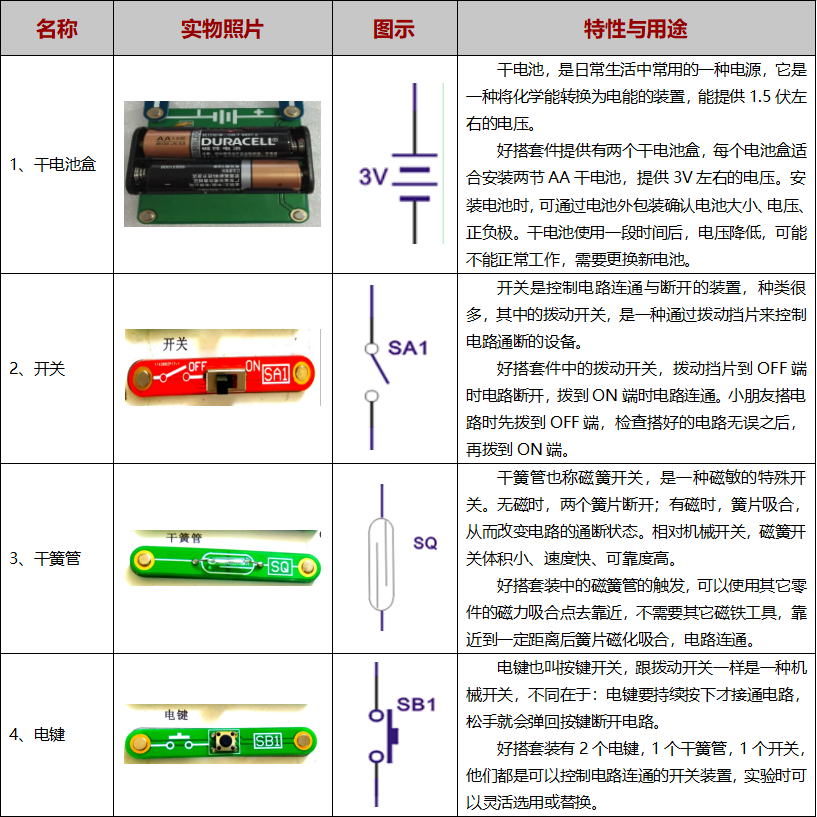 名称
实物照片
图示
特性与用途
1、干电池盒
AA
DURACELL
3V
干电池，是日常生活中常用的一种电源，它是
一种将化学能转换为电能的装置，能提供 1.5 伏左
右的电压。
好搭套件提供有两个干电池盒，每个电池盒适
合安装两节 AA 干电池，提供 3V 左右的电压。安
装电池时，可通过电池外包装确认电池大小、电压、
正负极。干电池使用一段时间后，电压降低，可能
不能正常工作，需要更换新电池。
2、开关
开关
OFF
ON
SA1
SA1
开关是控制电路连通与断开的装置，种类很
多，其中的拨动开关，是一种通过拨动挡片来控制
电路通断的设备。
好搭套件中的拨动开关，拨动挡片到 OFF 端
时电路断开，拨到 ON 端时电路连通。小朋友搭电
路时先拨到 OFF 端，检查搭好的电路无误之后，
再拨到 ON 端。
3、干簧管
干簧管
SQ
SQ
干簧管也称磁簧开关，是一种磁敏的特殊开
关。无磁时，两个簧片断开；有磁时，簧片吸合，
从而改变电路的通断状态。相对机械开关，磁簧开
关体积小、速度快、可靠度高。
好搭套装中的磁簧管的触发，可以使用其它零
件的磁力吸合点去靠近，不需要其它磁铁工具，靠
近到一定距离后簧片磁化吸合，电路连通。
4、电键
电键
SB1
SB1
电键也叫按键开关，跟拨动开关一样是一种机
械开关，不同在于：电键要持续按下才接通电路，
松手就会弹回按键断开电路。
好搭套装有 2 个电键，1 个干簧管，1 个开关，
他们都是可以控制电路连通的开关装置，实验时可
以灵活选用或替换。